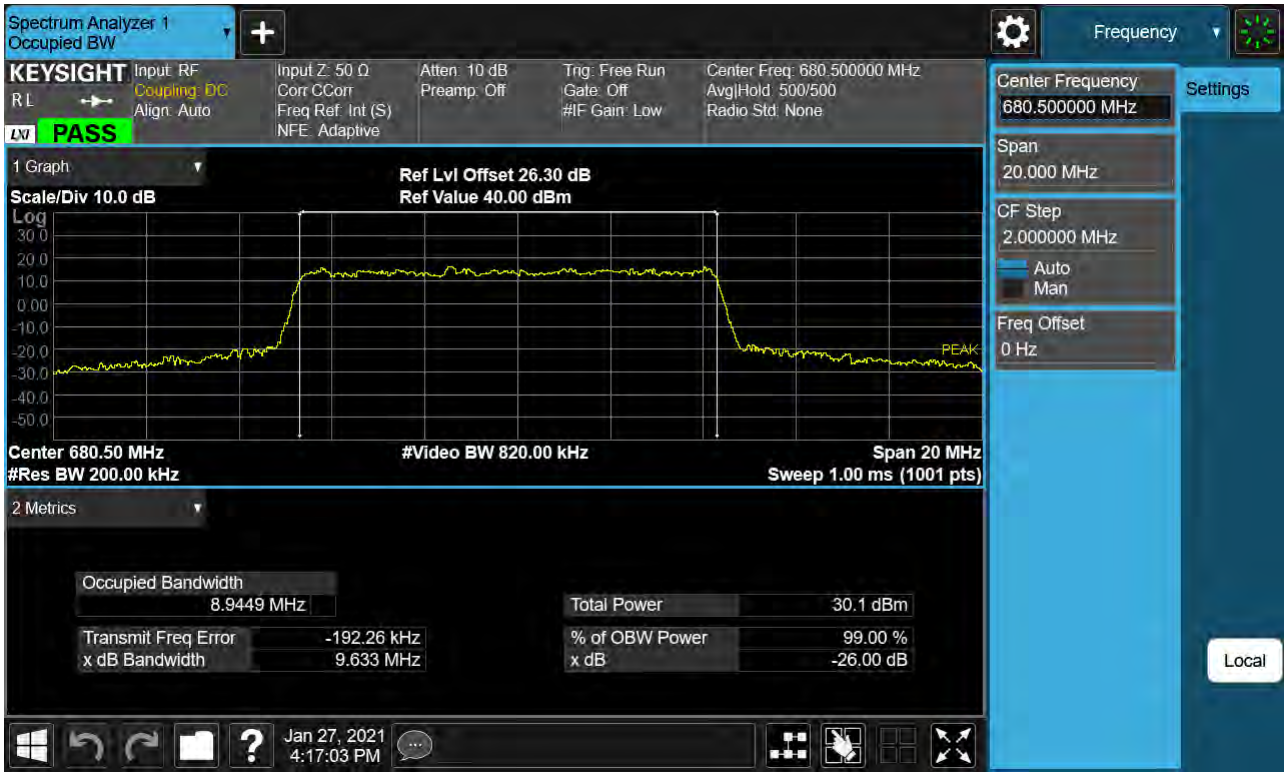 Spectrum Analyzer 1
Occupied BW
+
Frequency
KEYSIGHT
R L
LXI
PASS
Input: RF
Coupling: DC
Align: Auto
Input Z: 50 Ω
Corr CCorr
Freq Ref: Int (S)
NFE: Adaptive
Atten: 10 dB
Preamp: Off
Trig: Free Run
Gate: Off
#IF Gain: Low
Center Freq: 680.500000 MHz
Avg|Hold: 500/500
Radio Std: None
Center Frequency
680.500000 MHz
Settings
Span
20.000 MHz
CF Step
2.000000 MHz
Auto
Man
Freq Offset
0 Hz
Local
1 Graph
Scale/Div 10.0 dB
Ref Lvl Offset 26.30 dB
Ref Value 40.00 dBm
Log
30.0
20.0
10.0
0.00
-10.0
-20.0
-30.0
-40.0
-50.0
PEAK
Center 680.50 MHz
#Video BW 820.00 kHz
Span 20 MHz
#Res BW 200.00 kHz
Sweep 1.00 ms (1001 pts)
2 Metrics
Occupied Bandwidth
8.9449 MHz
Total Power 30.1 dBm
Transmit Freq Error -192.26 kHz
% of OBW Power 99.00 %
x dB Bandwidth 9.633 MHz
x dB -26.00 dB
?
Jan 27, 2021
4:17:03 PM